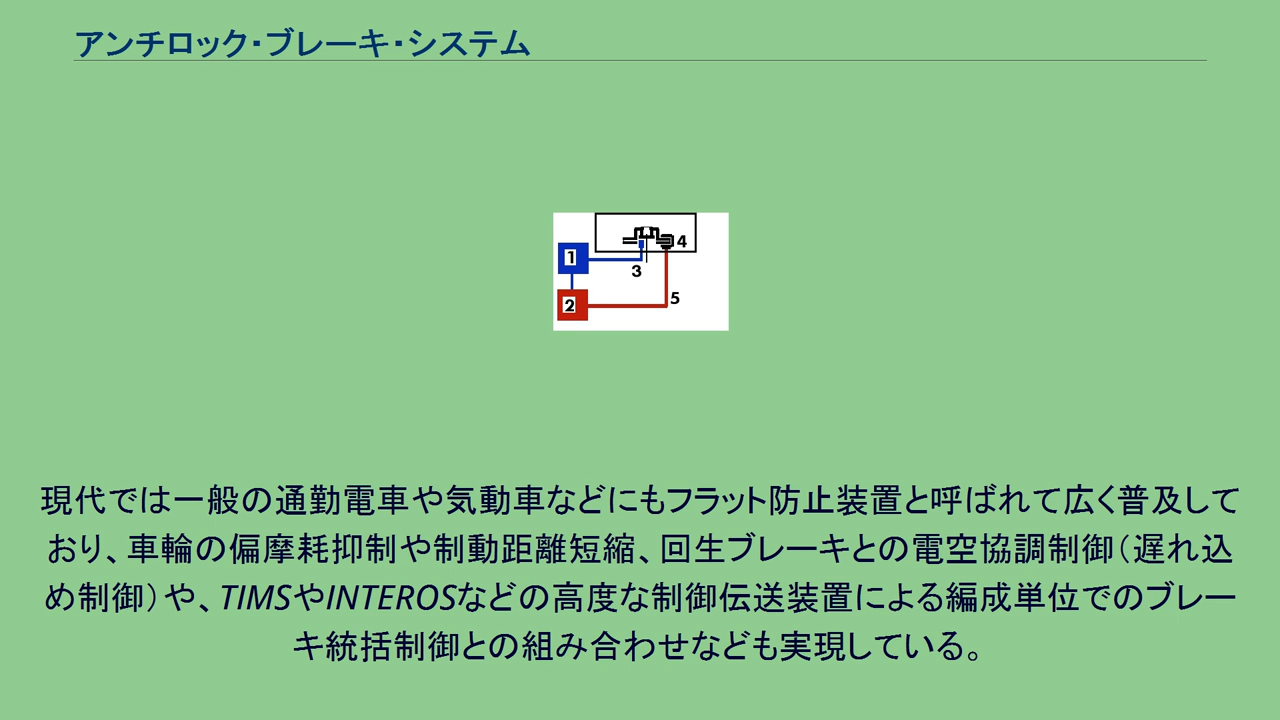 アンチロック・ブレーキ・システム
1
2
3
4
5
現代では一般の通勤電車や気動車などにもフラット防止装置と呼ばれて広く普及して
おり、車輪の偏摩耗抑制や制動距離短縮、回生ブレーキとの電空協調制御（遅れ込
め制御）や、TIMSやINTEROSなどの高度な制御伝送装置による編成単位でのブレー
キ統括制御との組み合わせなども実現している。